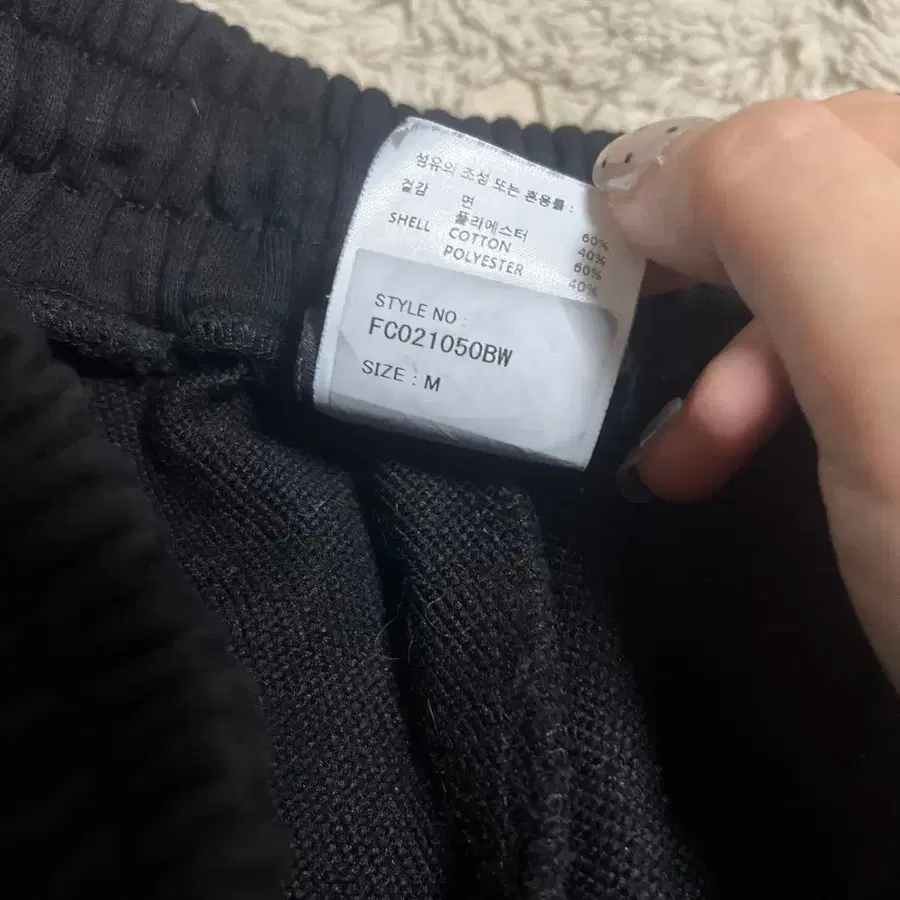 섬유의 조성 또는 혼용률 :
겉감 면 60%
폴리에스터 40%
SHELL COTTON 60%
POLYESTER 40%
STYLE NO :
FC021050BW
SIZE : M